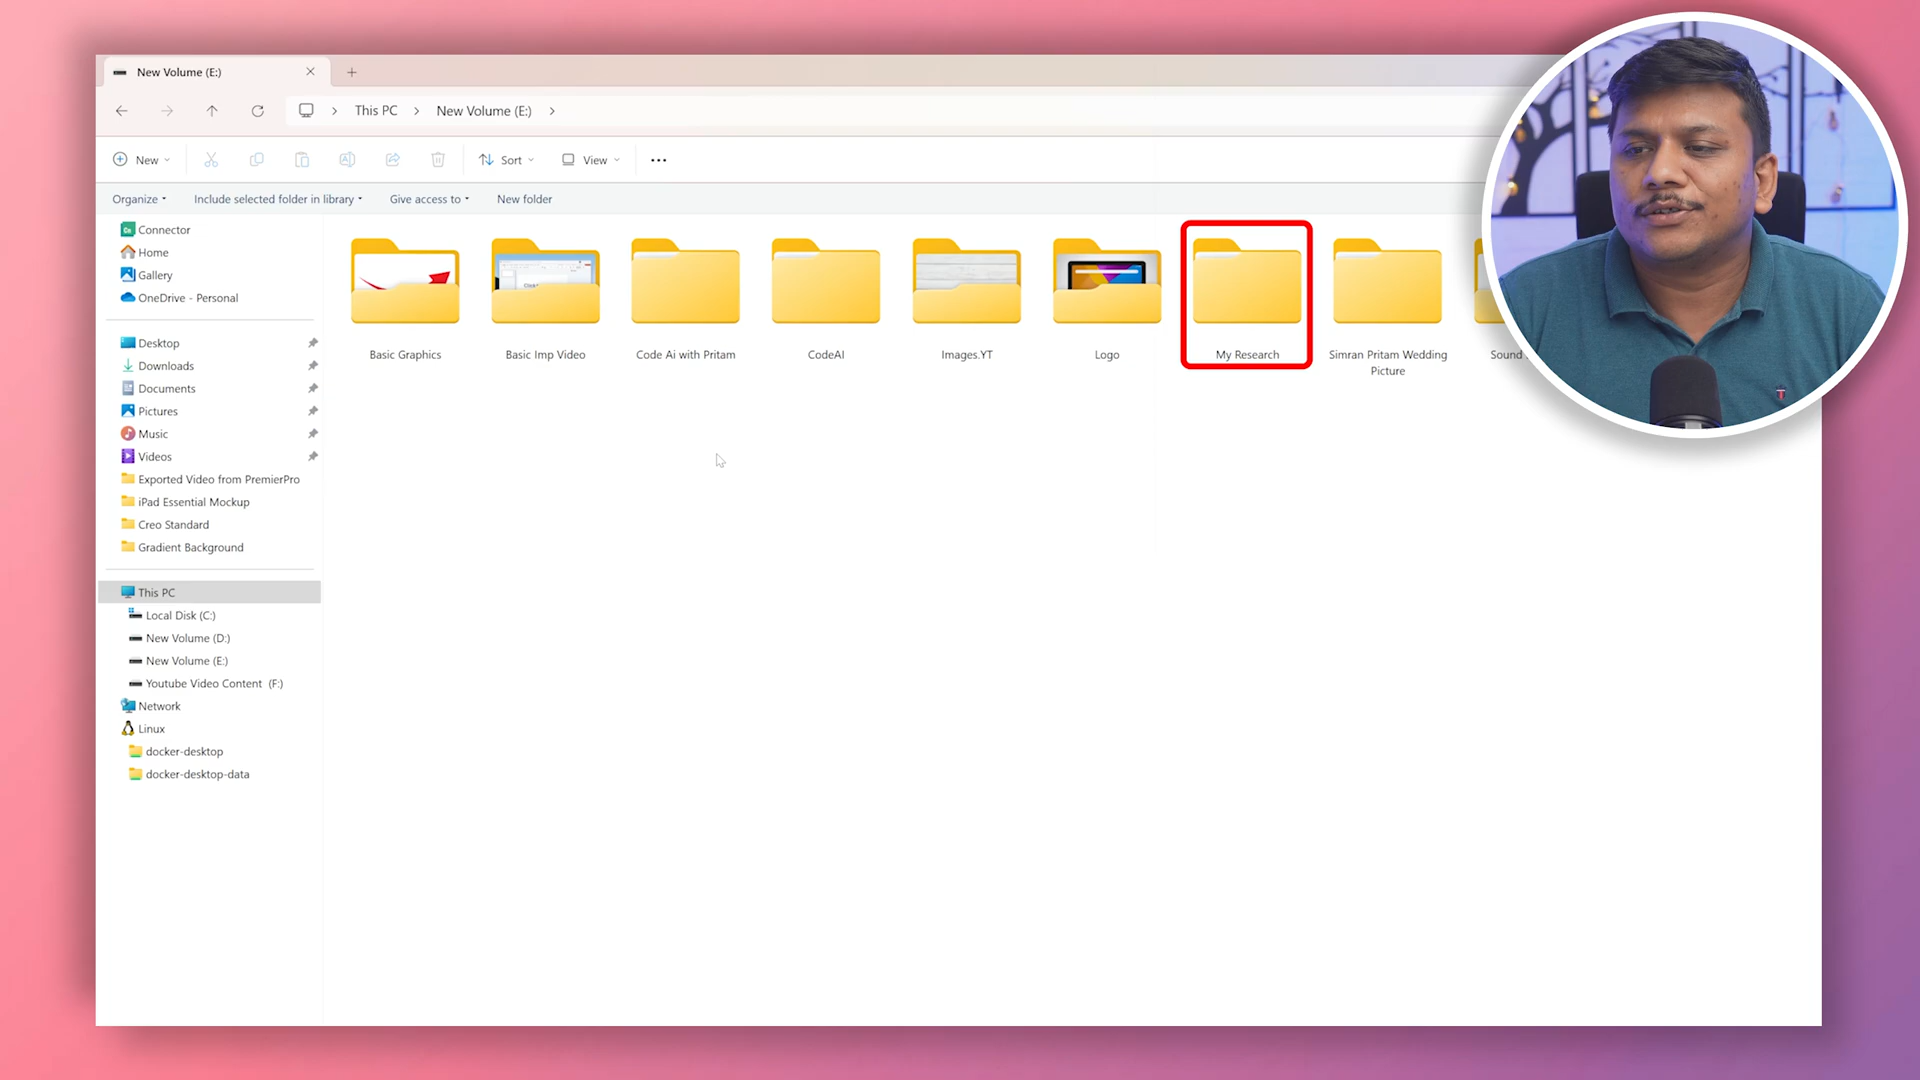 New Volume (E:)
This PC
New Volume (E:)
New
Sort
View
Organize
Include selected folder in library
Give access to
New folder
Connector
Home
Gallery
OneDrive - Personal
Desktop
Downloads
Documents
Pictures
Music
Videos
Exported Video from PremierPro
iPad Essential Mockup
Creo Standard
Gradient Background
This PC
Local Disk (C:)
New Volume (D:)
New Volume (E:)
Youtube Video Content (F:)
Network
Linux
docker-desktop
docker-desktop-data
Basic Graphics
Basic Imp Video
Code Ai with Pritam
CodeAI
Images.YT
Logo
My Research
Simran Pritam Wedding
Picture
Sound